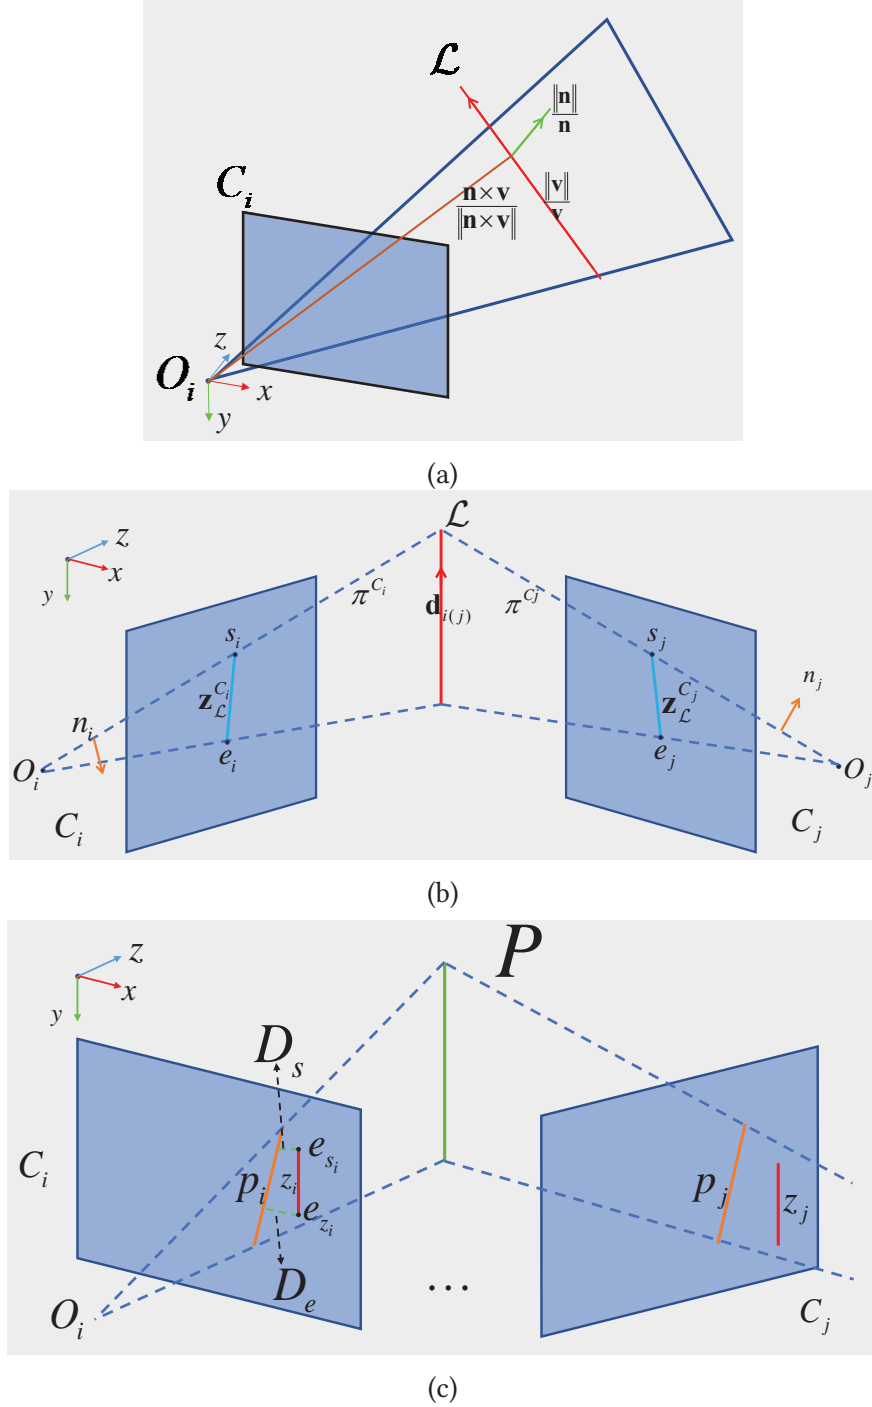 ℒ
‖n‖
n
C_i
n×v
‖n×v‖
‖v‖
v
z
O_i
x
y
(a)
ℒ
z
x
y
π^{C_i}
d_{i(j)}
π^{C_j}
s_i
s_j
z_ℒ^{C_i}
z_ℒ^{C_j}
n_j
n_i
e_i
e_j
O_i
O_j
C_i
C_j
(b)
P
z
x
y
D_s
e_{s_i}
C_i
p_i
z_i
p_j
z_j
e_{z_i}
D_e
...
O_i
C_j
(c)